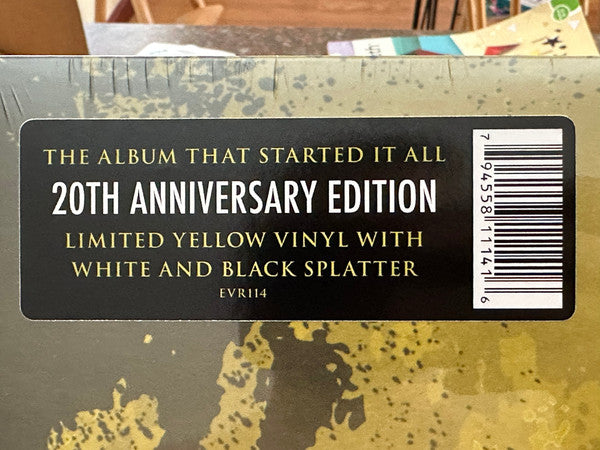 THE ALBUM THAT STARTED IT ALL
20TH ANNIVERSARY EDITION
LIMITED YELLOW VINYL WITH
WHITE AND BLACK SPLATTER
EVR114
7 94558 11141 6